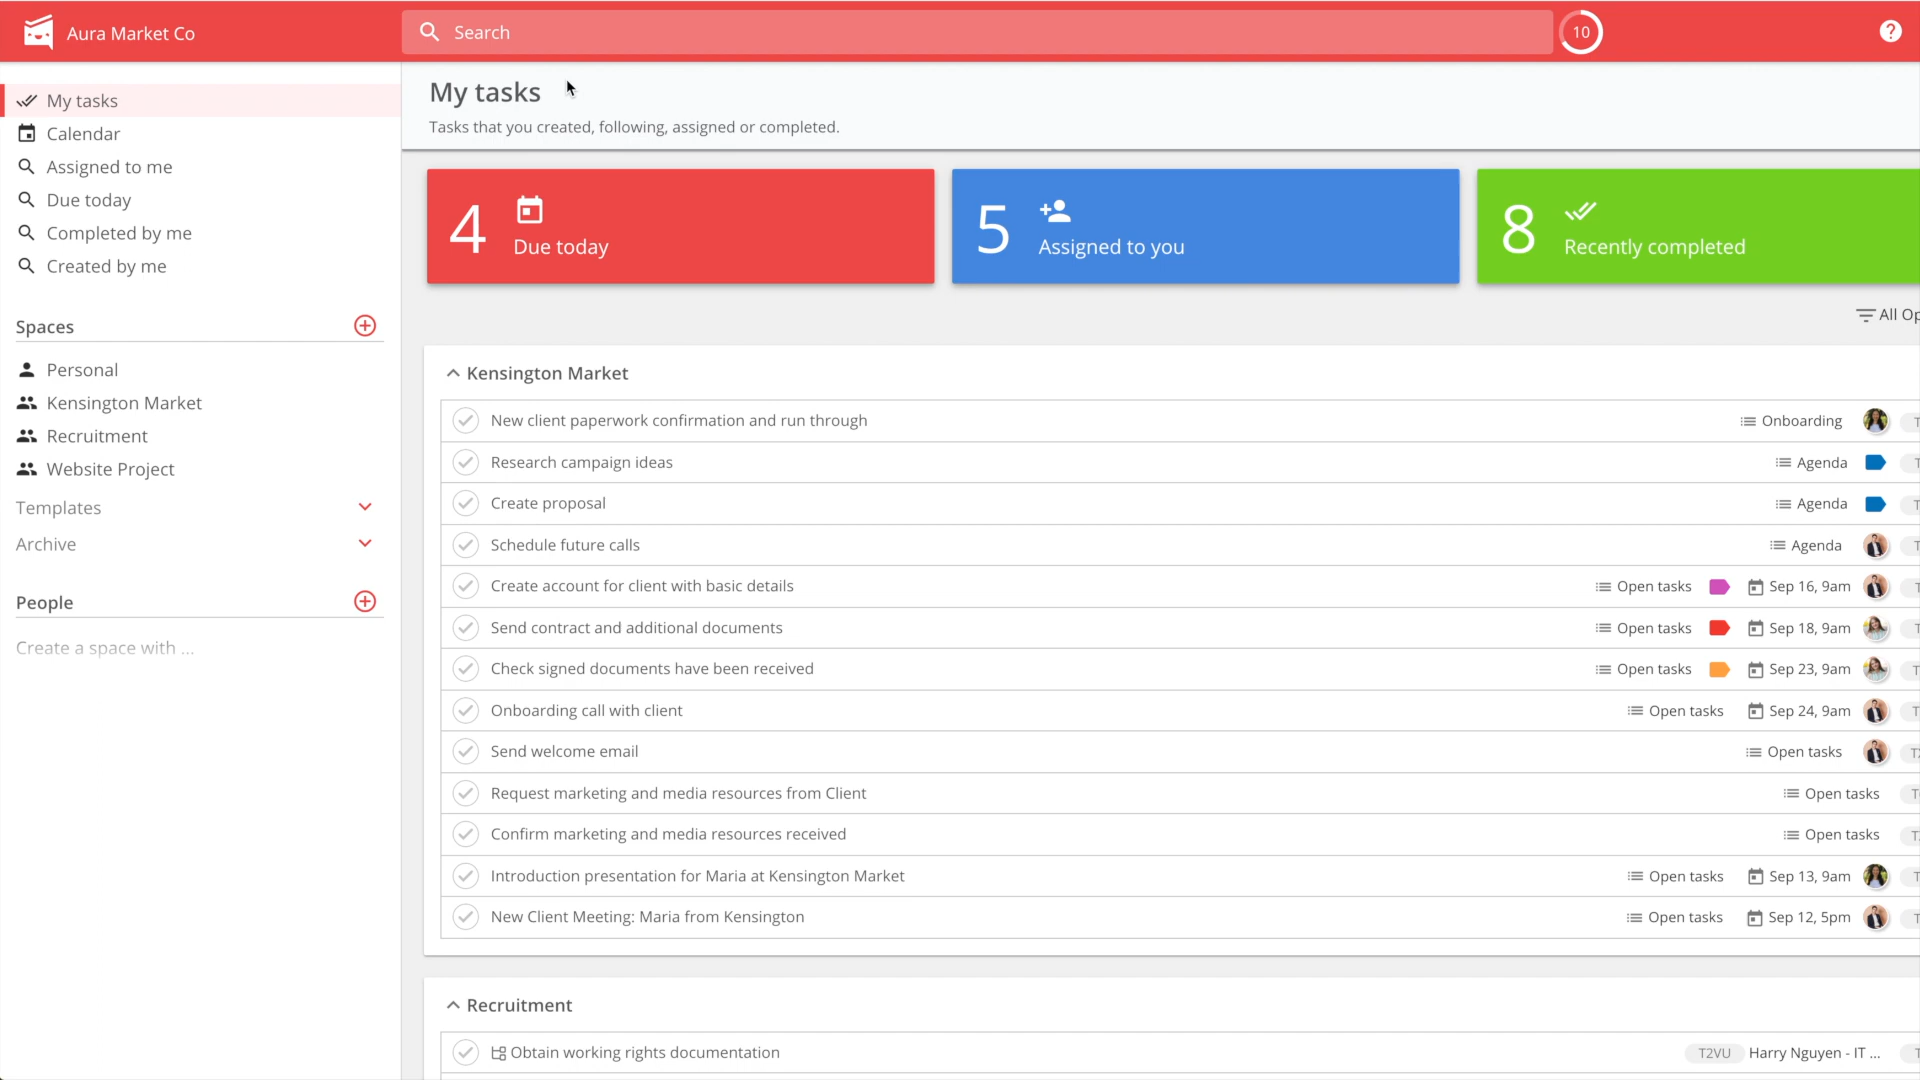 Aura Market Co
Search
10
?
My tasks
Calendar
Assigned to me
Due today
Completed by me
Created by me
Spaces
Personal
Kensington Market
Recruitment
Website Project
Templates
Archive
People
Create a space with ...
My tasks
Tasks that you created, following, assigned or completed.
4 Due today
5 Assigned to you
8 Recently completed
All Op
Kensington Market
New client paperwork confirmation and run through Onboarding T
Research campaign ideas Agenda T
Create proposal Agenda T
Schedule future calls Agenda T
Create account for client with basic details Open tasks Sep 16, 9am T
Send contract and additional documents Open tasks Sep 18, 9am T
Check signed documents have been received Open tasks Sep 23, 9am T
Onboarding call with client Open tasks Sep 24, 9am T
Send welcome email Open tasks T
Request marketing and media resources from Client Open tasks T
Confirm marketing and media resources received Open tasks T
Introduction presentation for Maria at Kensington Market Open tasks Sep 13, 9am T
New Client Meeting: Maria from Kensington Open tasks Sep 12, 5pm T
Recruitment
Obtain working rights documentation T2VU Harry Nguyen - IT ... T